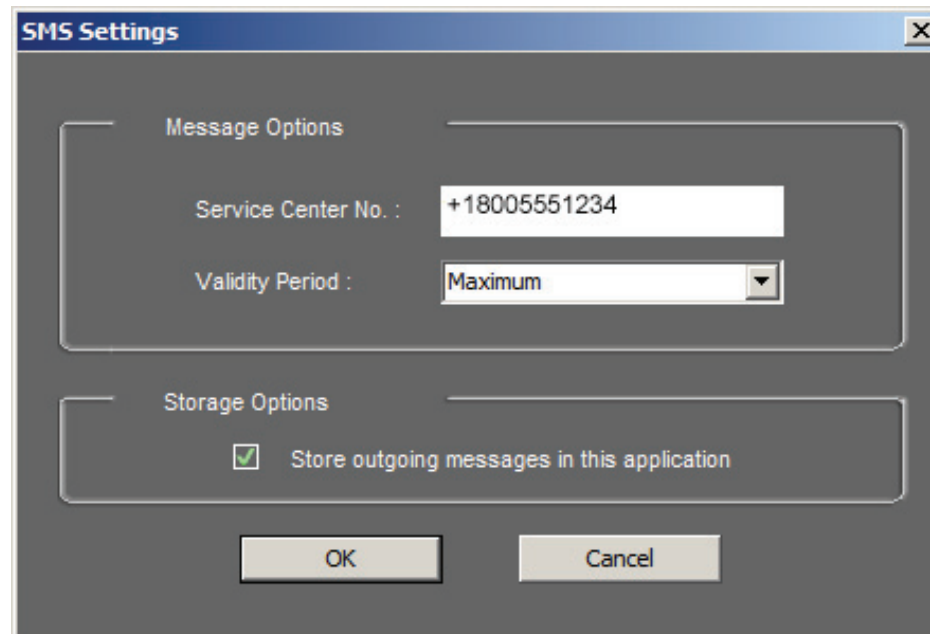 SMS Settings
Message Options
Service Center No. : +18005551234
Validity Period : Maximum
Storage Options
Store outgoing messages in this application
OK Cancel